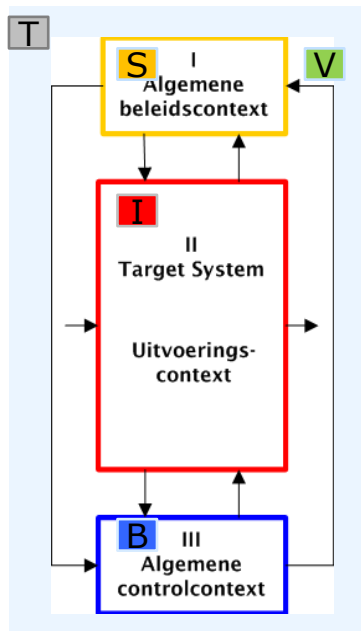 T
S
V
I
Algemene
beleidscontext
I
II
Target System
Uitvoerings-
context
B
III
Algemene
controlcontext